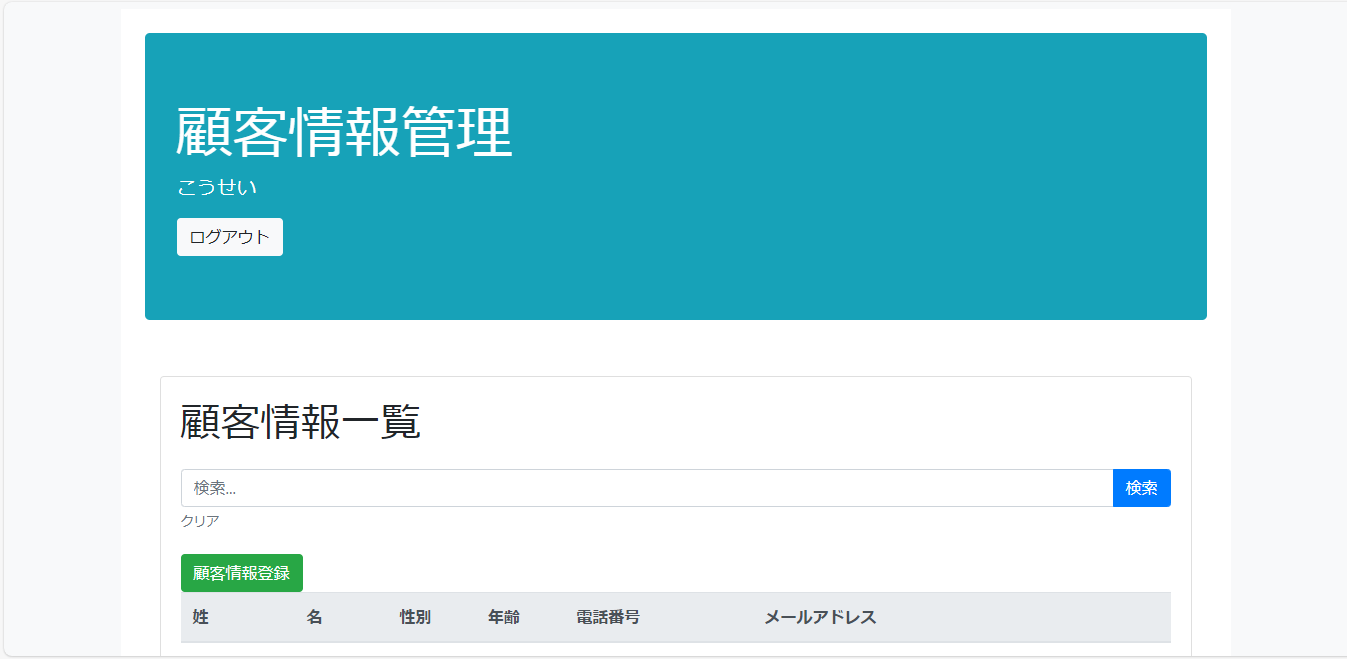 顧客情報管理
こうせい
ログアウト
顧客情報一覧
検索... 検索
クリア
顧客情報登録
姓 名 性別 年齢 電話番号 メールアドレス